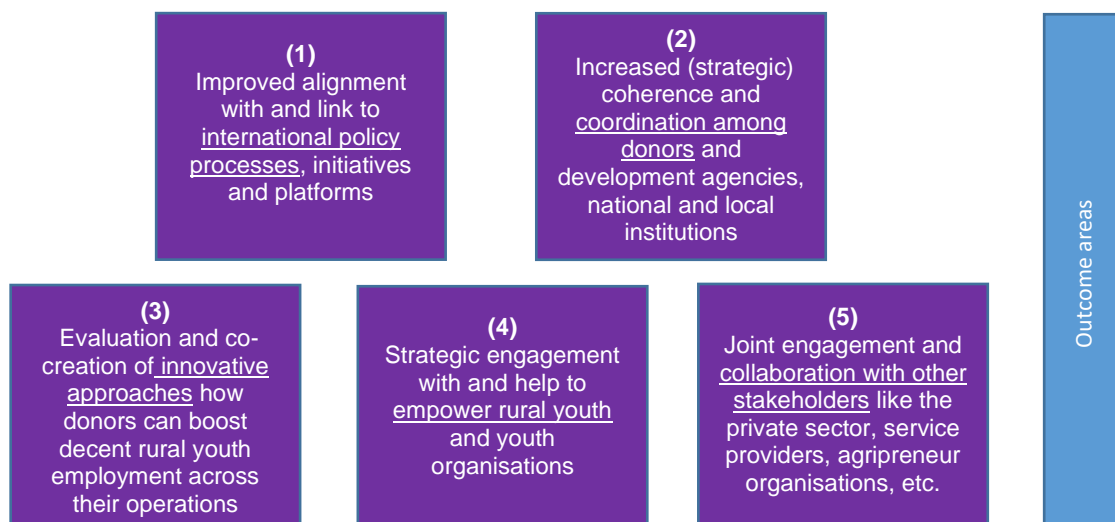 (1)
Improved alignment
with and link to
international policy
processes, initiatives
and platforms
(2)
Increased (strategic)
coherence and
coordination among
donors and
development agencies,
national and local
institutions
(3)
Evaluation and co-
creation of innovative
approaches how
donors can boost
decent rural youth
employment across
their operations
(4)
Strategic engagement
with and help to
empower rural youth
and youth
organisations
(5)
Joint engagement and
collaboration with other
stakeholders like the
private sector, service
providers, agripreneur
organisations, etc.
Outcome areas